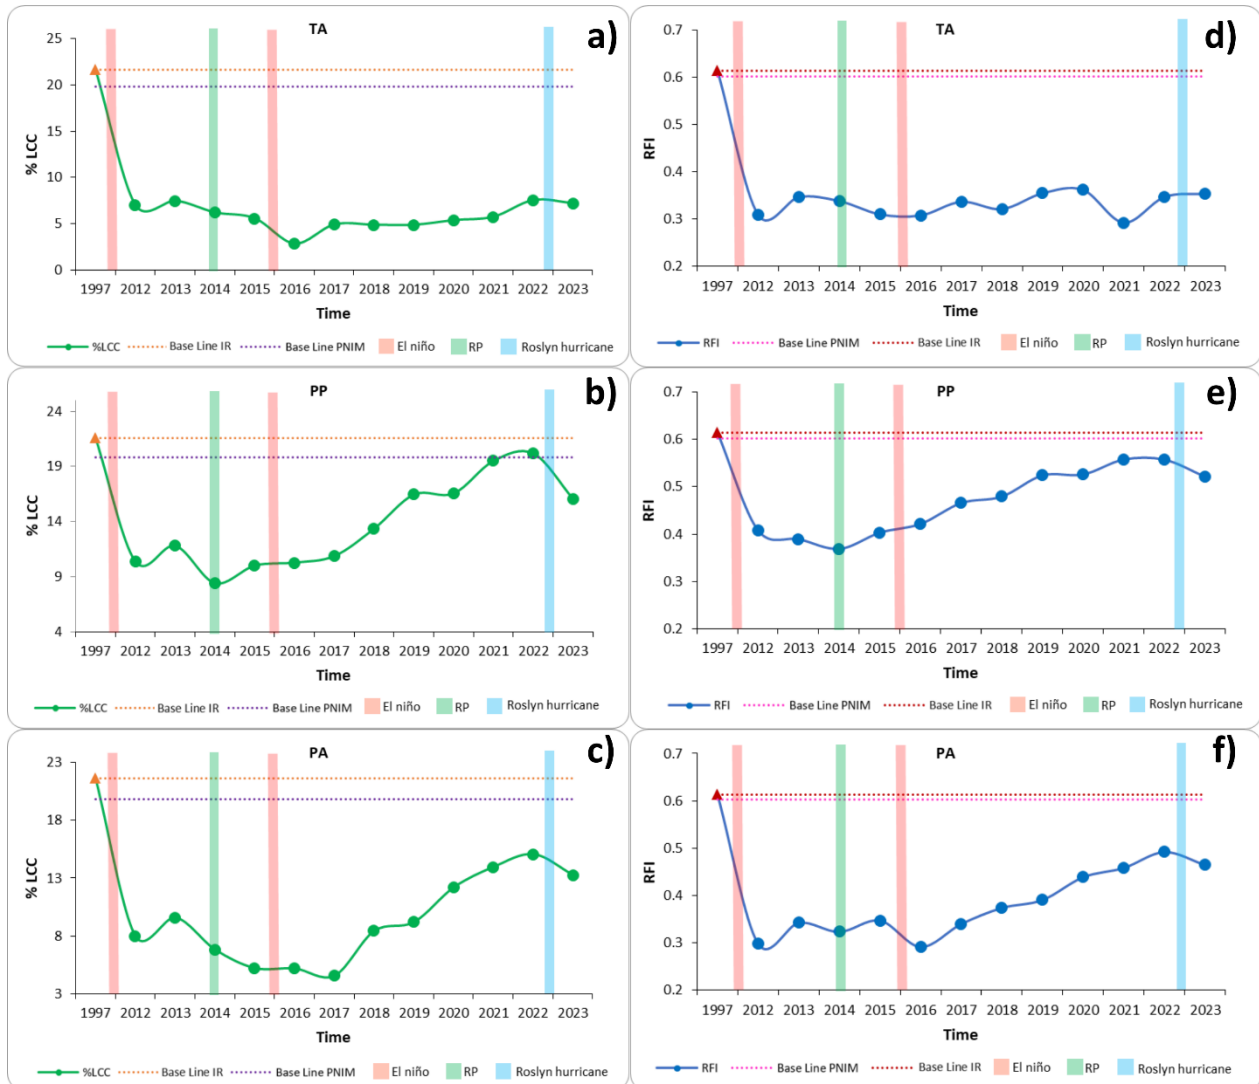 TA
a)
% LCC
25
20
15
10
5
0
1997 2012 2013 2014 2015 2016 2017 2018 2019 2020 2021 2022 2023
Time
%LCC Base Line IR Base Line PNIM El niño RP Roslyn hurricane
TA
d)
RFI
0.7
0.6
0.5
0.4
0.3
0.2
1997 2012 2013 2014 2015 2016 2017 2018 2019 2020 2021 2022 2023
Time
RFI Base Line PNIM Base Line IR El niño RP Roslyn hurricane
PP
b)
% LCC
24
19
14
9
4
1997 2012 2013 2014 2015 2016 2017 2018 2019 2020 2021 2022 2023
Time
%LCC Base Line IR Base Line PNIM El niño RP Roslyn hurricane
PP
e)
RFI
0.7
0.6
0.5
0.4
0.3
0.2
1997 2012 2013 2014 2015 2016 2017 2018 2019 2020 2021 2022 2023
Time
RFI Base Line PNIM Base Line IR El niño RP Roslyn hurricane
PA
c)
% LCC
23
18
13
8
3
1997 2012 2013 2014 2015 2016 2017 2018 2019 2020 2021 2022 2023
Time
%LCC Base Line IR Base Line PNIM El niño RP Roslyn hurricane
PA
f)
RFI
0.7
0.6
0.5
0.4
0.3
0.2
1997 2012 2013 2014 2015 2016 2017 2018 2019 2020 2021 2022 2023
Time
RFI Base Line PNIM Base Line IR El niño RP Roslyn hurricane